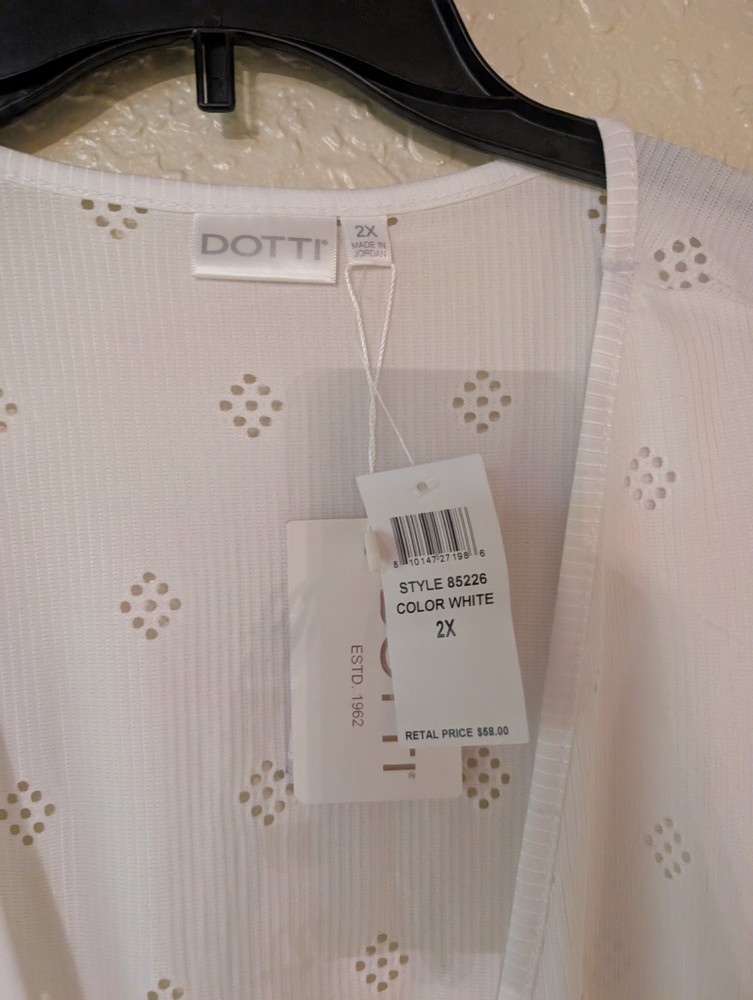 DOTTI®
2X
MADE IN
JORDAN
8 10147 27198 6
STYLE 85226
COLOR WHITE
2X
RETAL PRICE $58.00
ESTD. 1962